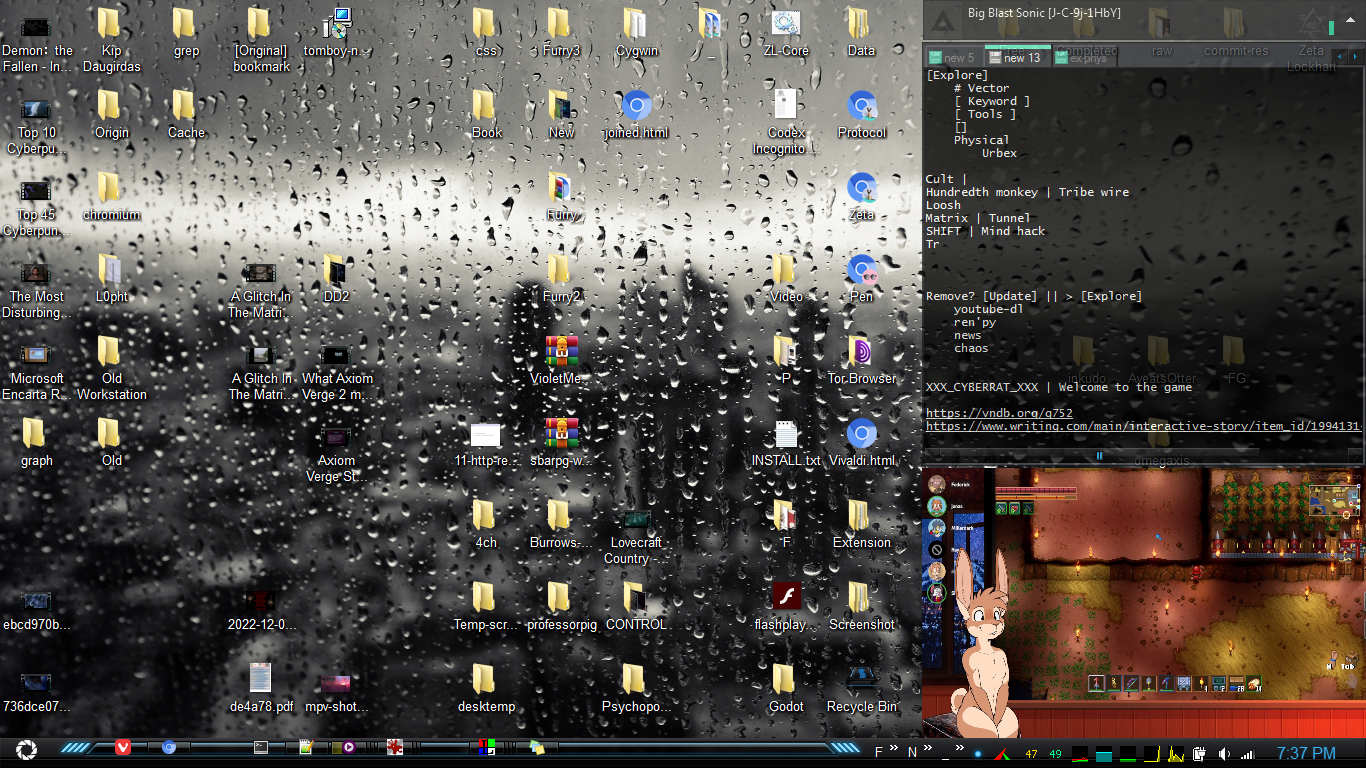 Demon: the
Fallen - In...
Kip
Daugirdas
grep
[Original]
bookmark
tomboy-n...
css
Furry3
Cygwin
_
ZL-Core
Data
Top 10
Cyberpu...
Origin
Cache
Book
New
joined.html
Codex
Incognito...
Protocol
Top 45
Cyberpun...
chromium
Furry
Zeta
The Most
Disturbing...
L0pht
A Glitch In
The Matri...
DD2
Furry2
Video
Pen
Microsoft
Encarta R...
Old
Workstation
A Glitch In
The Matri...
What Axiom
Verge 2 m...
VioletMe...
P
Tor.Browser
graph
Old
Axiom
Verge St...
11-http-re...
sbarpg-w...
INSTALL.txt
Vivaldi.html
4ch
Burrows-...
Lovecraft
Country -...
F
Extension
ebcd970b...
2022-12-0...
Temp-scr...
professorpig
CONTROL
flashplay...
Screenshot
736dce07...
de4a78.pdf
mpv-shot...
desktemp
Psychopo...
Godot
Recycle Bin
Big Blast Sonic [J-C-9j-1HbY]
Free
Completed
raw
commit-res
Zeta
Lockhart
new 5
new 13
ex-phys
[Explore]
# Vector
[ Keyword ]
[ Tools ]
[]
Physical
Urbex
Cult |
Hundredth monkey | Tribe wire
Loosh
Matrix | Tunnel
SHIFT | Mind hack
Tr
Remove? [Update] || > [Explore]
youtube-dl
ren'py
news
chaos
inkudo
AveatsOtter
FG
XXX_CYBERRAT_XXX | Welcome to the game
https://vndb.org/g752
https://www.writing.com/main/interactive-story/item_id/1994131-
omegaxis
Federick
Janas
Tab
F »
N »
_ »
47
49
7:37 PM